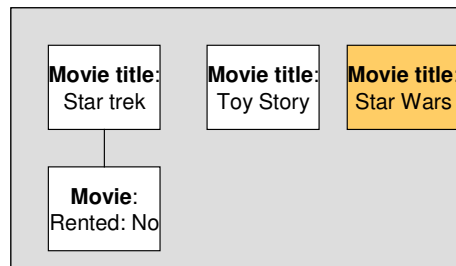 Movie title:
Star trek
Movie title:
Toy Story
Movie title:
Star Wars
Movie:
Rented: No